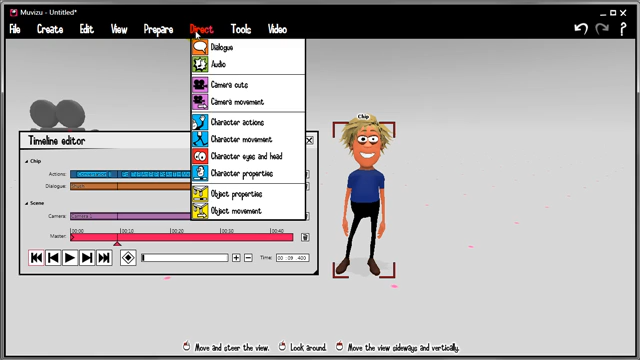 Muvizu - Untitled*
File Create Edit View Prepare Direct Tools Video
Dialogue
Audio
Camera cuts
Camera movement
Character actions
Character movement
Character eyes and head
Character properties
Object properties
Object movement
Chip
Timeline editor
Chip
Actions:
Dialogue:
Scene
Camera:
00:00 00:10 00:20 00:30 00:40
Master:
Time: 00 : 09 . 400
Move and steer the view. Look around. Move the view sideways and vertically.